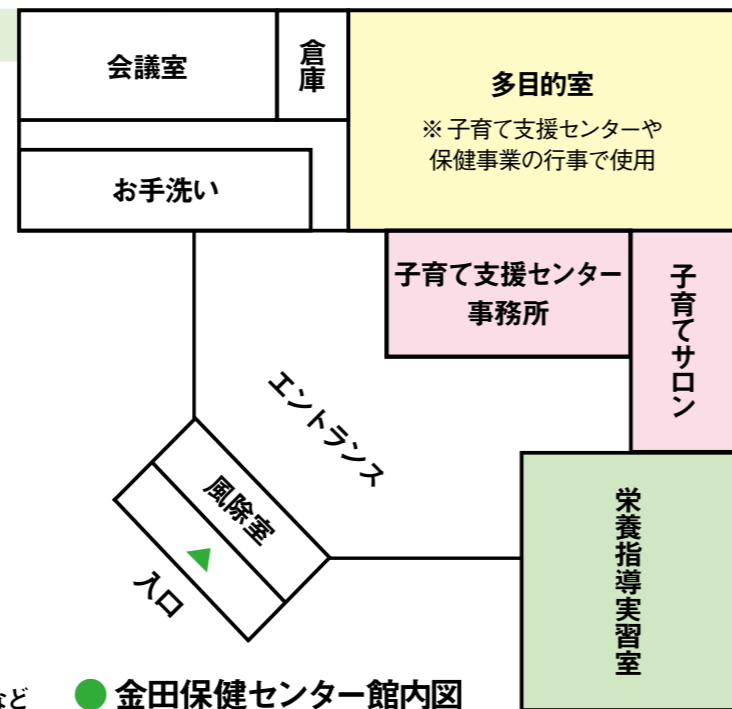 会議室
倉庫
多目的室
※子育て支援センターや
保健事業の行事で使用
お手洗い
子育て支援センター
事務所
子育てサロン
エントランス
風除室
入口
栄養指導実習室
など
● 金田保健センター館内図